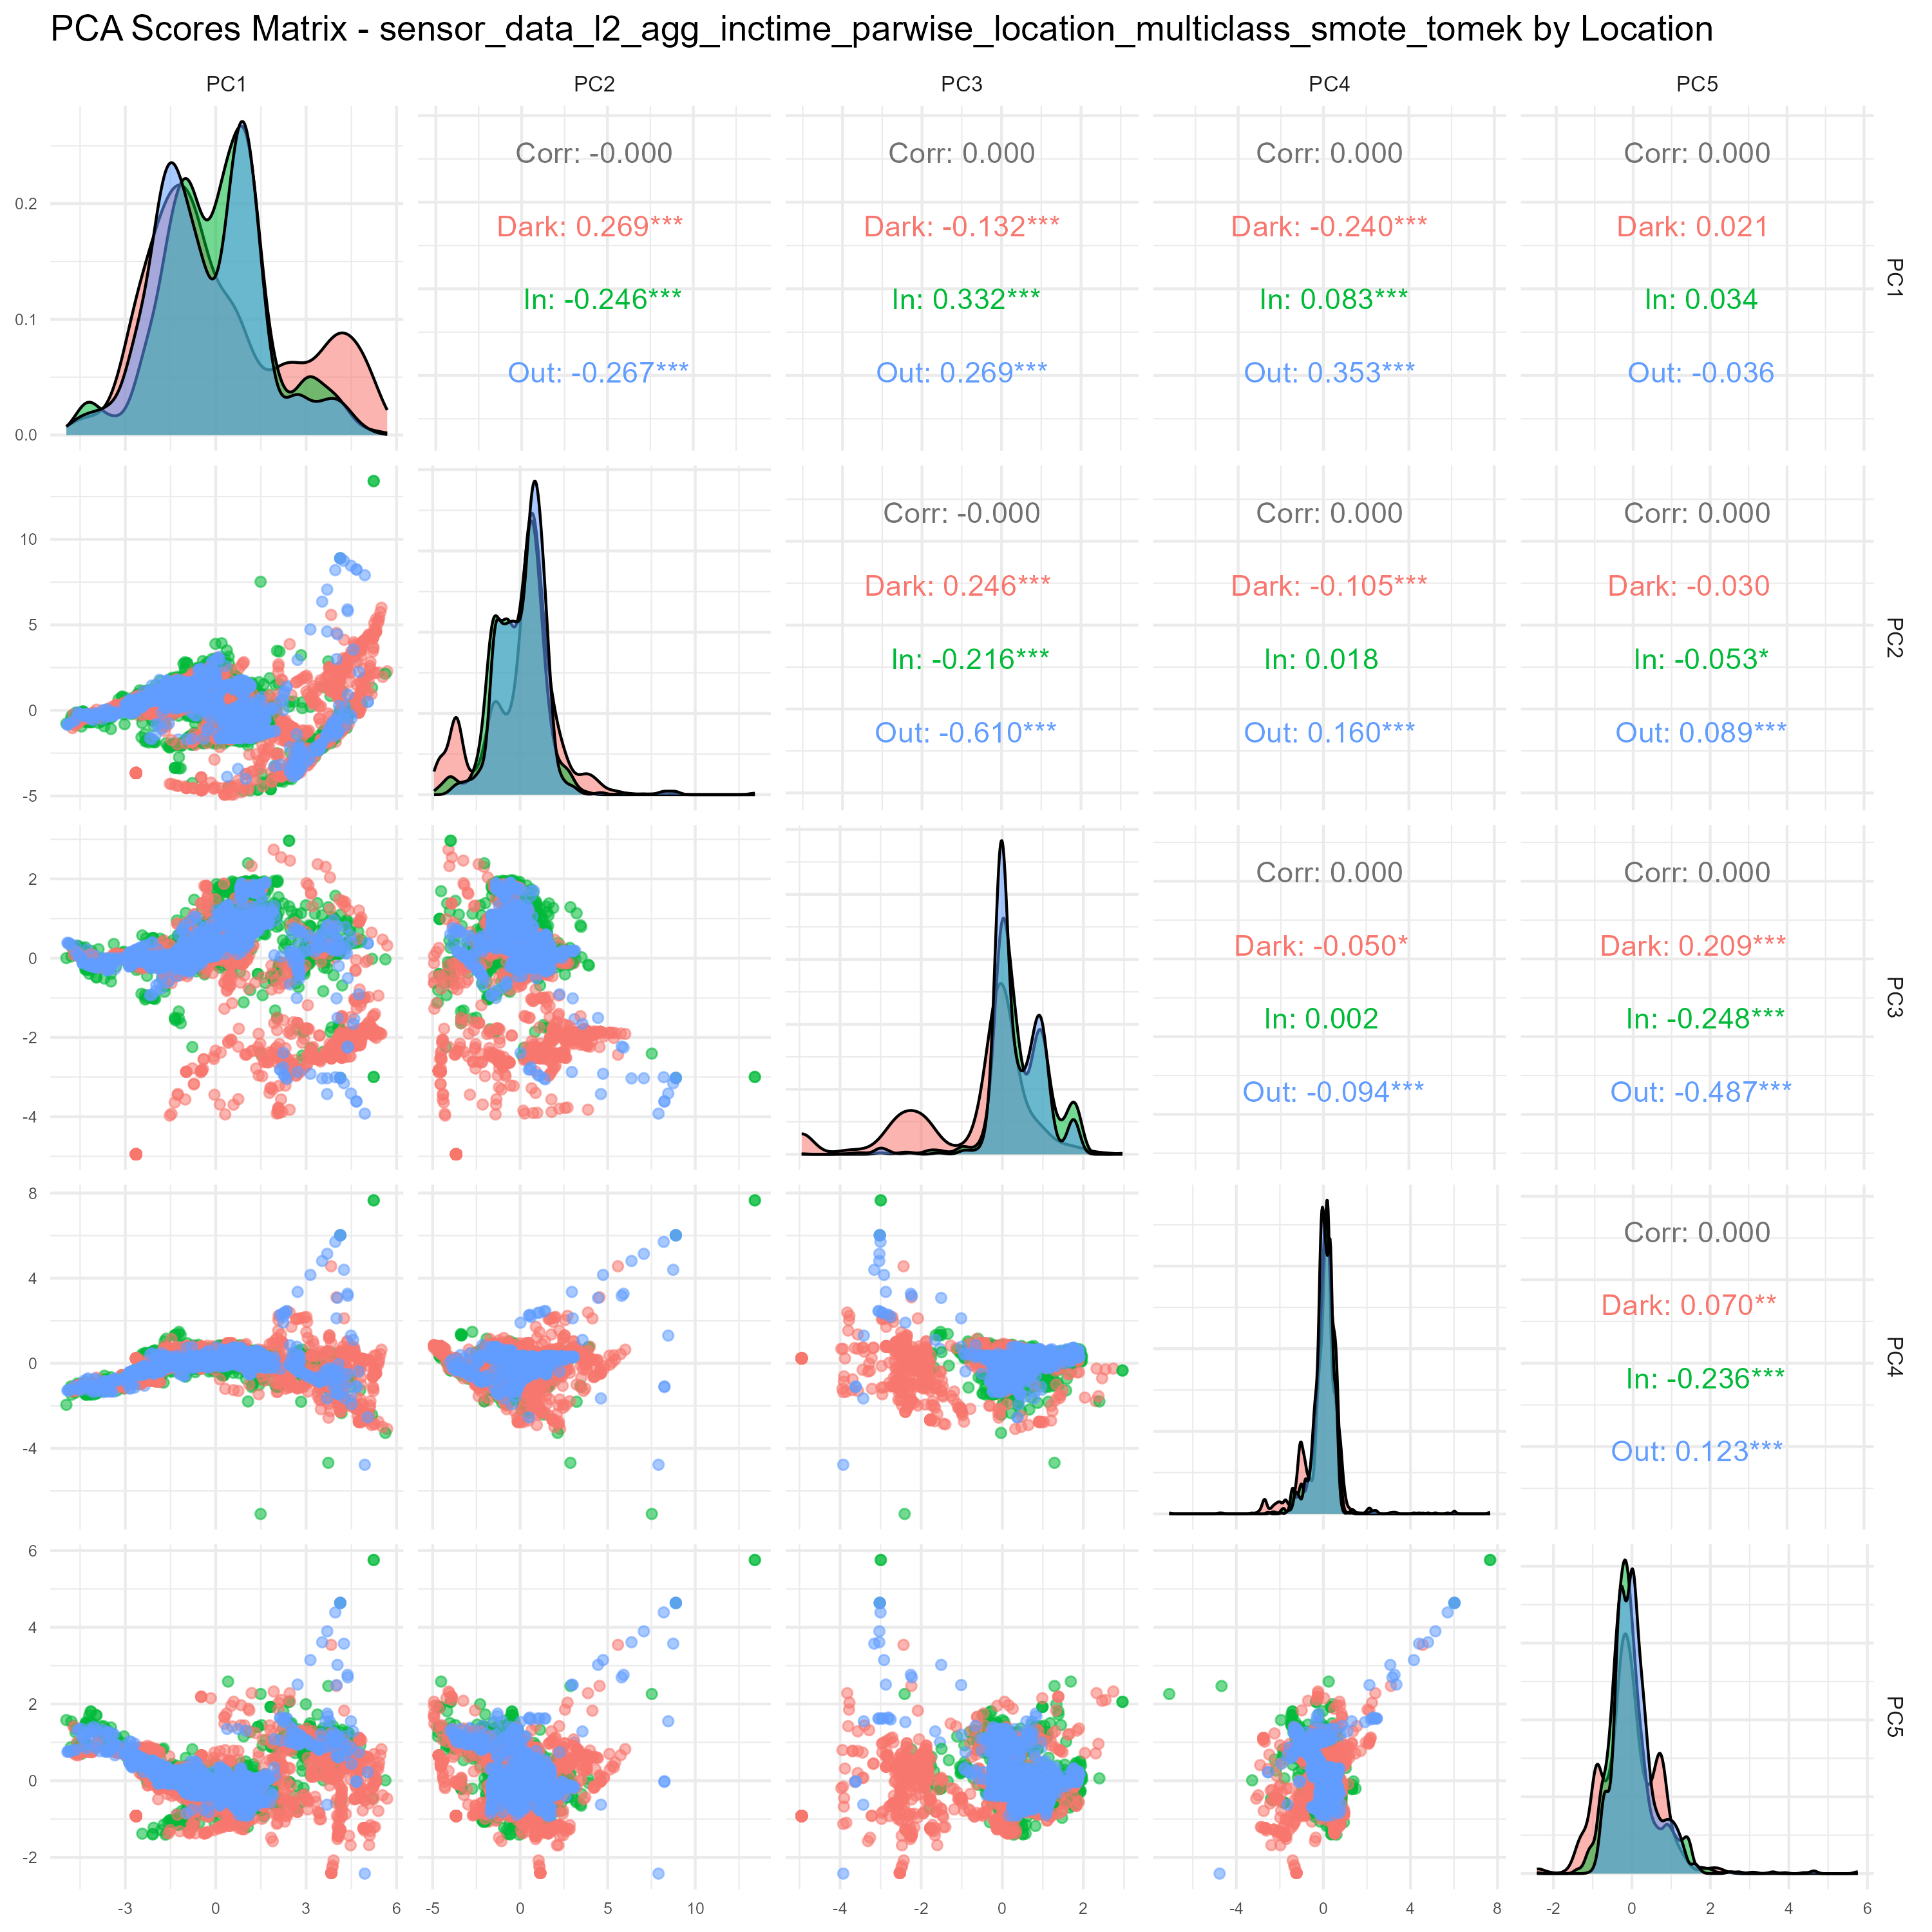 PCA Scores Matrix - sensor_data_l2_agg_inctime_parwise_location_multiclass_smote_tomek by Location
PC1 PC2 PC3 PC4 PC5
0.2
0.1
0.0
Corr: -0.000
Dark: 0.269***
In: -0.246***
Out: -0.267***
Corr: 0.000
Dark: -0.132***
In: 0.332***
Out: 0.269***
Corr: 0.000
Dark: -0.240***
In: 0.083***
Out: 0.353***
Corr: 0.000
Dark: 0.021
In: 0.034
Out: -0.036
PC1
10
5
0
-5
Corr: -0.000
Dark: 0.246***
In: -0.216***
Out: -0.610***
Corr: 0.000
Dark: -0.105***
In: 0.018
Out: 0.160***
Corr: 0.000
Dark: -0.030
In: -0.053*
Out: 0.089***
PC2
2
0
-2
-4
Corr: 0.000
Dark: -0.050*
In: 0.002
Out: -0.094***
Corr: 0.000
Dark: 0.209***
In: -0.248***
Out: -0.487***
PC3
8
4
0
-4
Corr: 0.000
Dark: 0.070**
In: -0.236***
Out: 0.123***
PC4
6
4
2
0
-2
PC5
-3 0 3 6
-5 0 5 10
-4 -2 0 2
-4 0 4 8
-2 0 2 4 6